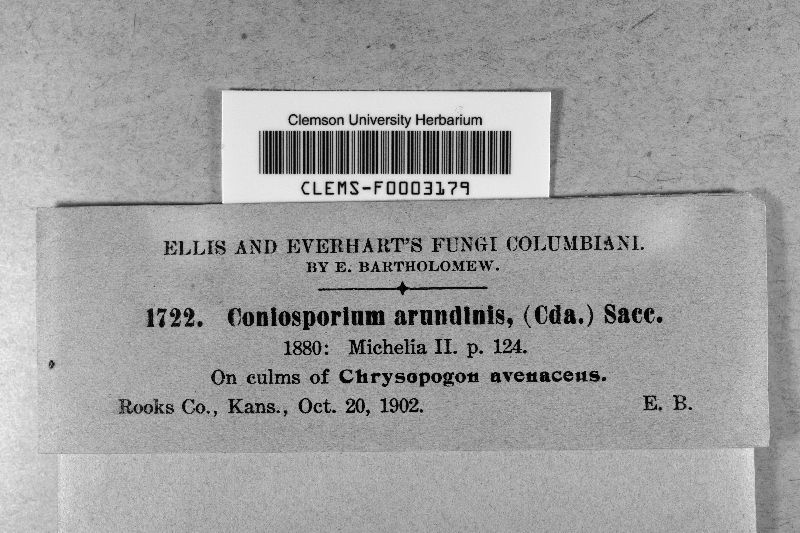 Clemson University Herbarium
CLEMS-F0003179
ELLIS AND EVERHART'S FUNGI COLUMBIANI.
BY E. BARTHOLOMEW.
1722. Coniosporium arundinis, (Cda.) Sacc.
1880: Michelia II. p. 124.
On culms of Chrysopogon avenaceus.
Rooks Co., Kans., Oct. 20, 1902. E. B.